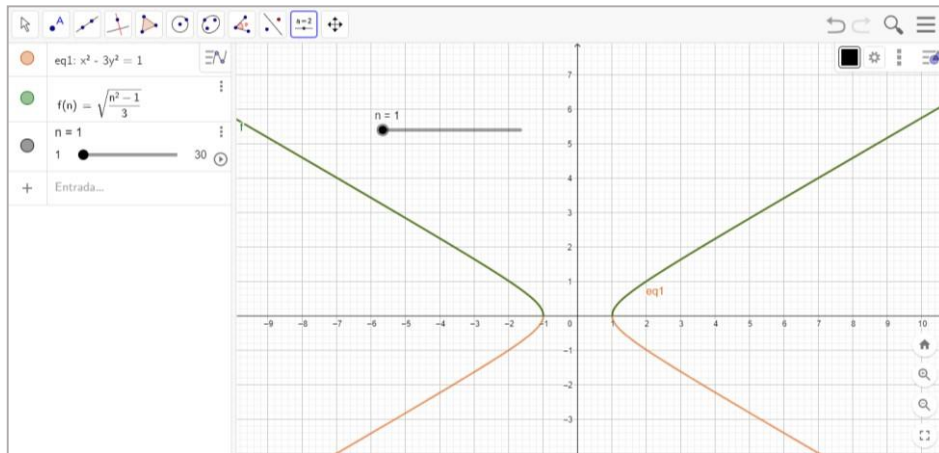 A
a=2
eq1: x² - 3y² = 1
f(n) = √((n² - 1)/3)
n = 1
1
30
Entrada...
n = 1
f
eq1
7
6
5
4
3
2
1
0
-1
-2
-3
-9 -8 -7 -6 -5 -4 -3 -2 -1 0 1 2 3 4 5 6 7 8 9 10